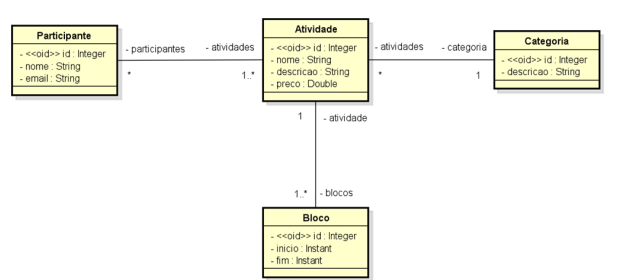 Participante
- <<oid>> id : Integer
- nome : String
- email : String
- participantes
- atividades
*
1..*
Atividade
- <<oid>> id : Integer
- nome : String
- descricao : String
- preco : Double
- atividades
- categoria
*
1
Categoria
- <<oid>> id : Integer
- descricao : String
1
- atividade
1..*
- blocos
Bloco
- <<oid>> id : Integer
- inicio : Instant
- fim : Instant